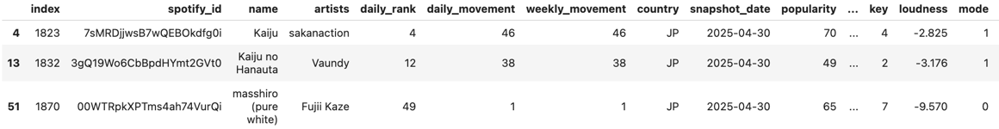 index spotify_id name artists daily_rank daily_movement weekly_movement country snapshot_date popularity ... key loudness mode
4 1823 7sMRDjjwsB7wQEBOkdfg0i Kaiju sakanaction 4 46 46 JP 2025-04-30 70 ... 4 -2.825 1
13 1832 3gQ19Wo6CbBpdHYmt2GVt0 Kaiju no Hanauta Vaundy 12 38 38 JP 2025-04-30 49 ... 2 -3.176 1
51 1870 00WTRpkXPTms4ah74VurQi masshiro (pure white) Fujii Kaze 49 1 1 JP 2025-04-30 65 ... 7 -9.570 0